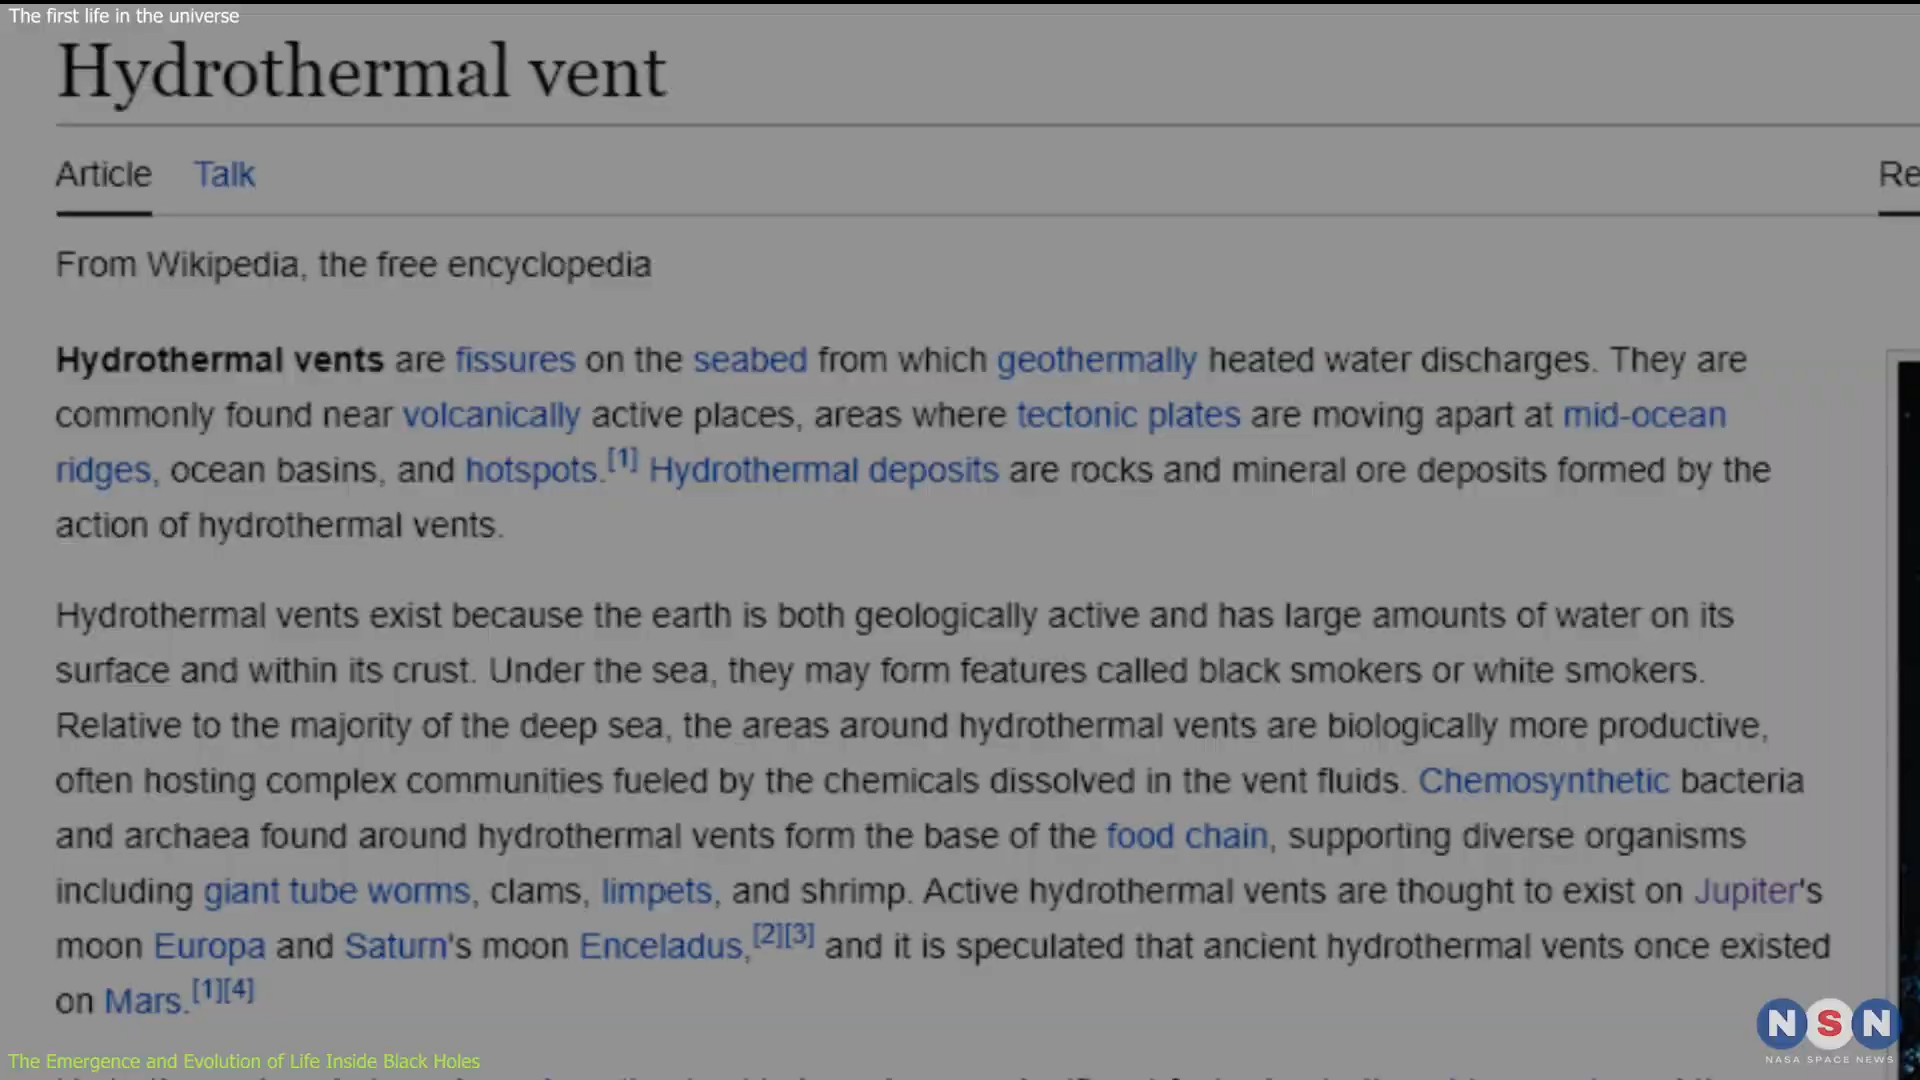 The first life in the universe
Hydrothermal vent
Article Talk Re
From Wikipedia, the free encyclopedia
Hydrothermal vents are fissures on the seabed from which geothermally heated water discharges. They are
commonly found near volcanically active places, areas where tectonic plates are moving apart at mid-ocean
ridges, ocean basins, and hotspots.[1] Hydrothermal deposits are rocks and mineral ore deposits formed by the
action of hydrothermal vents.
Hydrothermal vents exist because the earth is both geologically active and has large amounts of water on its
surface and within its crust. Under the sea, they may form features called black smokers or white smokers.
Relative to the majority of the deep sea, the areas around hydrothermal vents are biologically more productive,
often hosting complex communities fueled by the chemicals dissolved in the vent fluids. Chemosynthetic bacteria
and archaea found around hydrothermal vents form the base of the food chain, supporting diverse organisms
including giant tube worms, clams, limpets, and shrimp. Active hydrothermal vents are thought to exist on Jupiter's
moon Europa and Saturn's moon Enceladus,[2][3] and it is speculated that ancient hydrothermal vents once existed
on Mars.[1][4]
NSN
NASA SPACE NEWS
The Emergence and Evolution of Life Inside Black Holes